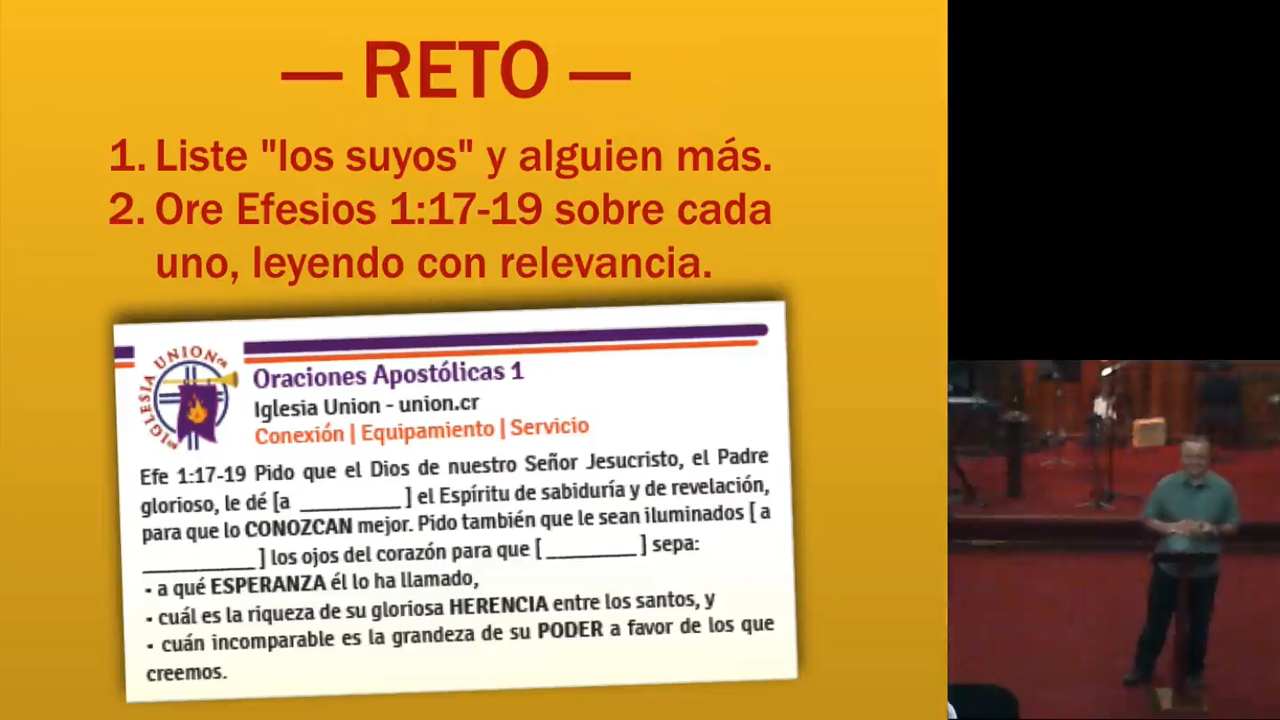 — RETO —
1. Liste "los suyos" y alguien más.
2. Ore Efesios 1:17-19 sobre cada
uno, leyendo con relevancia.
IGLESIA UNION CR
Oraciones Apostólicas 1
Iglesia Union - union.cr
Conexión | Equipamiento | Servicio
Efe 1:17-19 Pido que el Dios de nuestro Señor Jesucristo, el Padre
glorioso, le dé [a _________ ] el Espíritu de sabiduría y de revelación,
para que lo CONOZCAN mejor. Pido también que le sean iluminados [ a
__________ ] los ojos del corazón para que [ ________ ] sepa:
- a qué ESPERANZA él lo ha llamado,
- cuál es la riqueza de su gloriosa HERENCIA entre los santos, y
- cuán incomparable es la grandeza de su PODER a favor de los que
creemos.